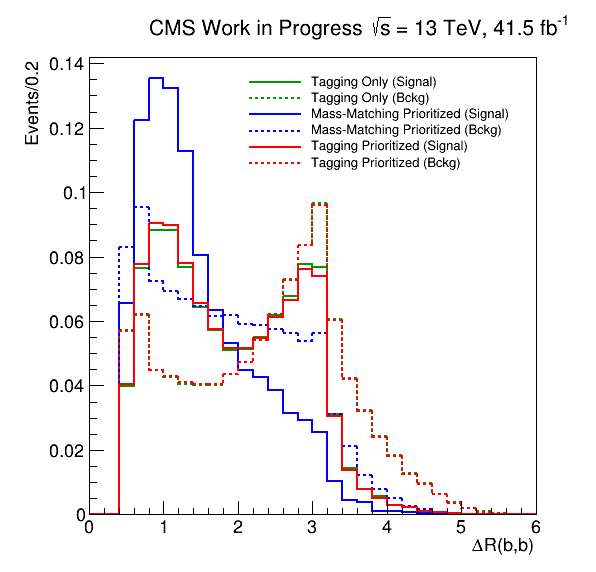 CMS Work in Progress √s = 13 TeV, 41.5 fb⁻¹
Events/0.2
0.14
0.12
0.1
0.08
0.06
0.04
0.02
0
Tagging Only (Signal)
Tagging Only (Bckg)
Mass-Matching Prioritized (Signal)
Mass-Matching Prioritized (Bckg)
Tagging Prioritized (Signal)
Tagging Prioritized (Bckg)
0 1 2 3 4 5 6
ΔR(b,b)